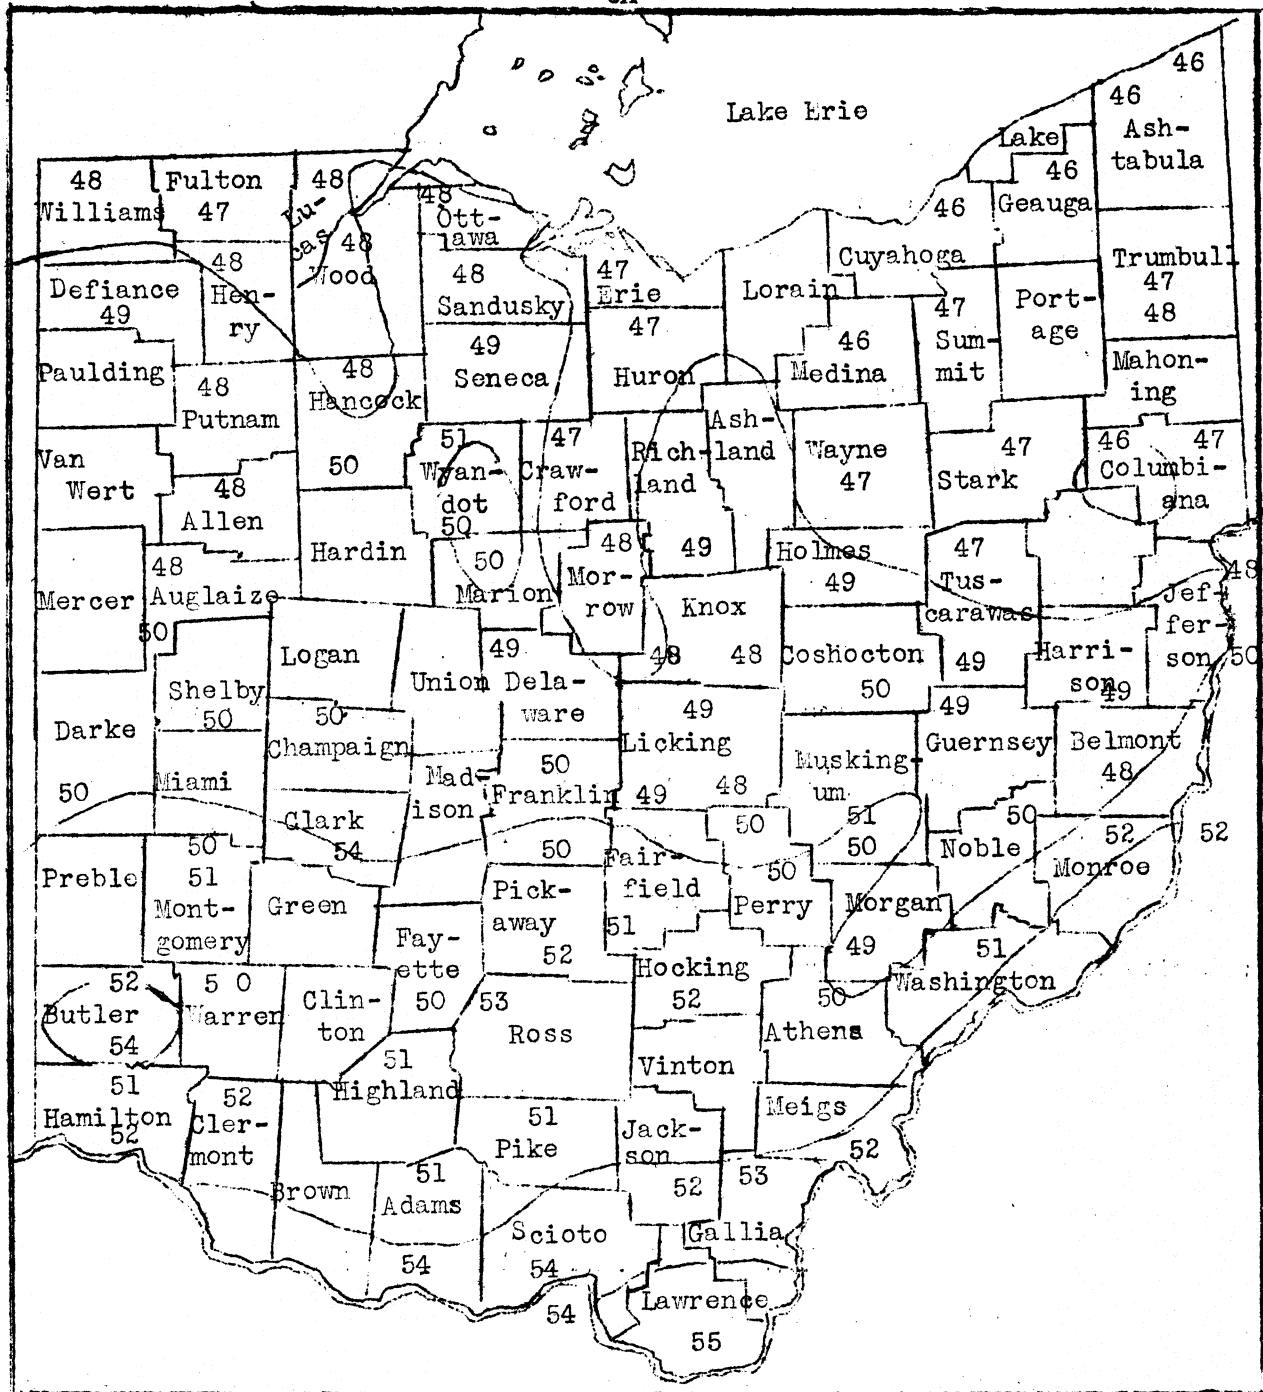 Lake Erie
46
46
Ash-
tabula
Lake
46
Geauga
46
Cuyahoga
48
Williams
Fulton
47
48
Lu-
cas
48
Wood
48
Ott-
lawa
48
Sandusky
47
Erie
47
Huron
Lorain
46
Medina
47
Sum-
mit
Port-
age
Trumbull
47
48
Mahon-
ing
48
Hen-
ry
Defiance
49
Paulding
48
Putnam
48
Hancock
50
49
Seneca
Van
Wert
48
Allen
51
Wyan-
dot
50
47
Craw-
ford
Rich-
land
49
Ash-
land
Wayne
47
47
Stark
46
47
Columbi-
ana
Hardin
Mercer
48
Auglaize
50
50
Marion
48
Mor-
row
Knox
48
48
Holmes
49
47
Tus-
carawas
49
48
Jef-
fer-
son
50
Harri-
son
49
Coshocton
50
Logan
Union
49
Dela-
ware
Shelby
50
Darke
50
Miami
50
Champaign
Clark
54
Mad-
ison
50
Franklin
49
Licking
49
48
Musking-
um
51
50
49
Guernsey
50
Belmont
48
52
52
Monroe
Noble
Preble
50
51
Mont-
gomery
Green
50
Pick-
away
52
Fair-
field
51
50
50
Perry
Morgan
49
51
Washington
Fay-
ette
50
52
Butler
54
5 0
Warren
Clin-
ton
53
Ross
Hocking
52
50
Athens
Vinton
51
Highland
51
Hamilton
52
52
Cler-
mont
51
Pike
Jack-
son
52
Meigs
52
53
Brown
51
Adams
54
Scioto
54
54
Gallia
Lawrence
55